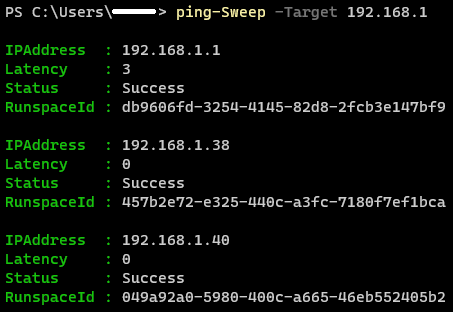 PS C:\Users\> ping-Sweep -Target 192.168.1
IPAddress : 192.168.1.1
Latency : 3
Status : Success
RunspaceId : db9606fd-3254-4145-82d8-2fcb3e147bf9
IPAddress : 192.168.1.38
Latency : 0
Status : Success
RunspaceId : 457b2e72-e325-440c-a3fc-7180f7ef1bca
IPAddress : 192.168.1.40
Latency : 0
Status : Success
RunspaceId : 049a92a0-5980-400c-a665-46eb552405b2